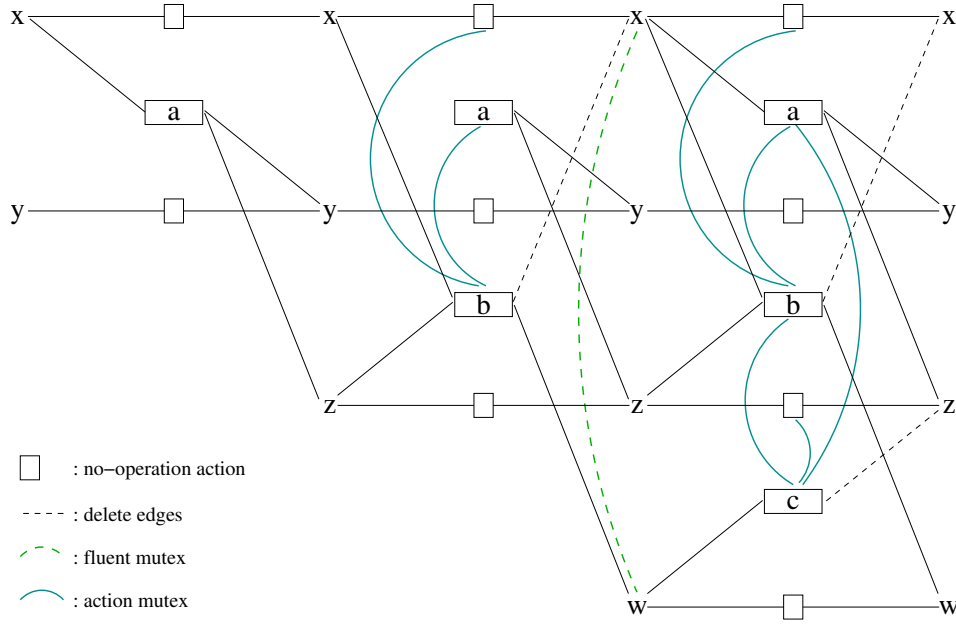 x x x x
a a a
y y y y
b b
z z z
: no−operation action
c
: delete edges
: fluent mutex
: action mutex
w w